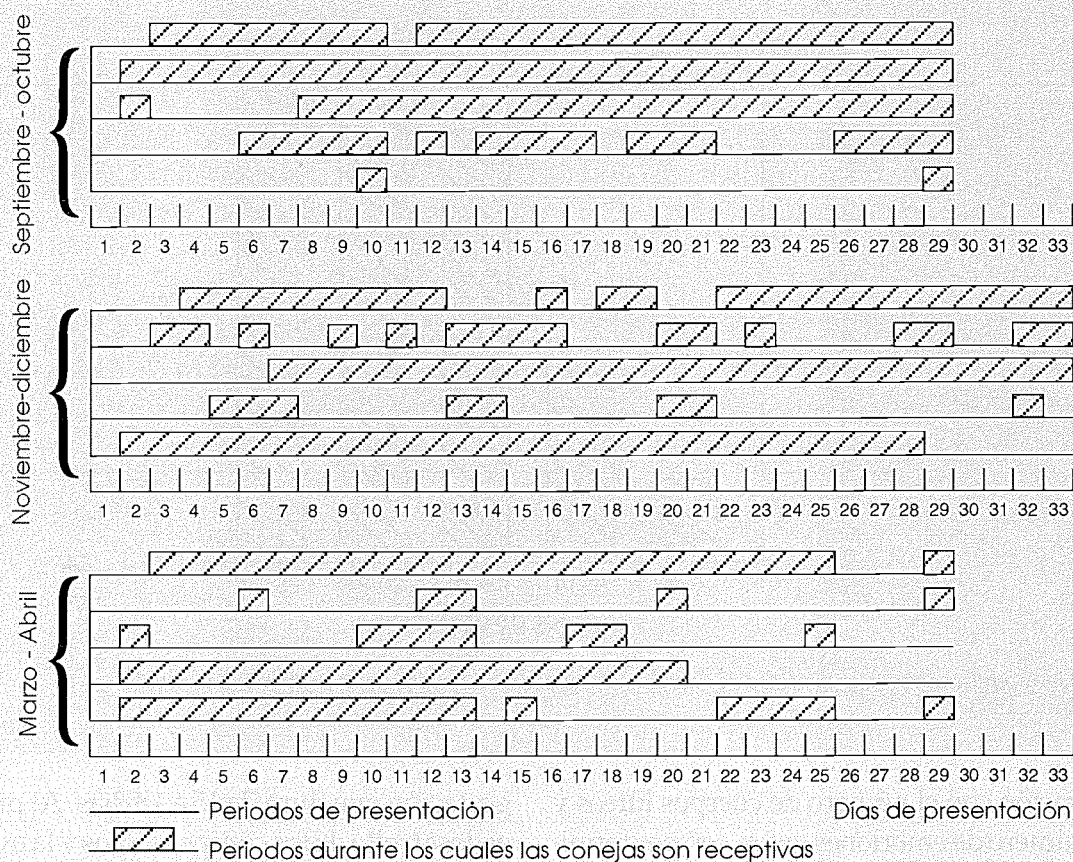 Septiembre - octubre
1 2 3 4 5 6 7 8 9 10 11 12 13 14 15 16 17 18 19 20 21 22 23 24 25 26 27 28 29 30 31 32 33
Noviembre-diciembre
1 2 3 4 5 6 7 8 9 10 11 12 13 14 15 16 17 18 19 20 21 22 23 24 25 26 27 28 29 30 31 32 33
Marzo - Abril
1 2 3 4 5 6 7 8 9 10 11 12 13 14 15 16 17 18 19 20 21 22 23 24 25 26 27 28 29 30 31 32 33
Periodos de presentación
Días de presentación
Periodos durante los cuales las conejas son receptivas